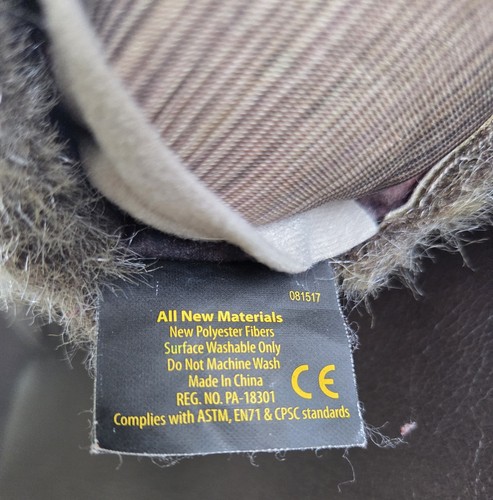 081517
All New Materials
New Polyester Fibers
Surface Washable Only
Do Not Machine Wash
Made In China
REG. NO. PA-18301
CE
Complies with ASTM, EN71 & CPSC standards